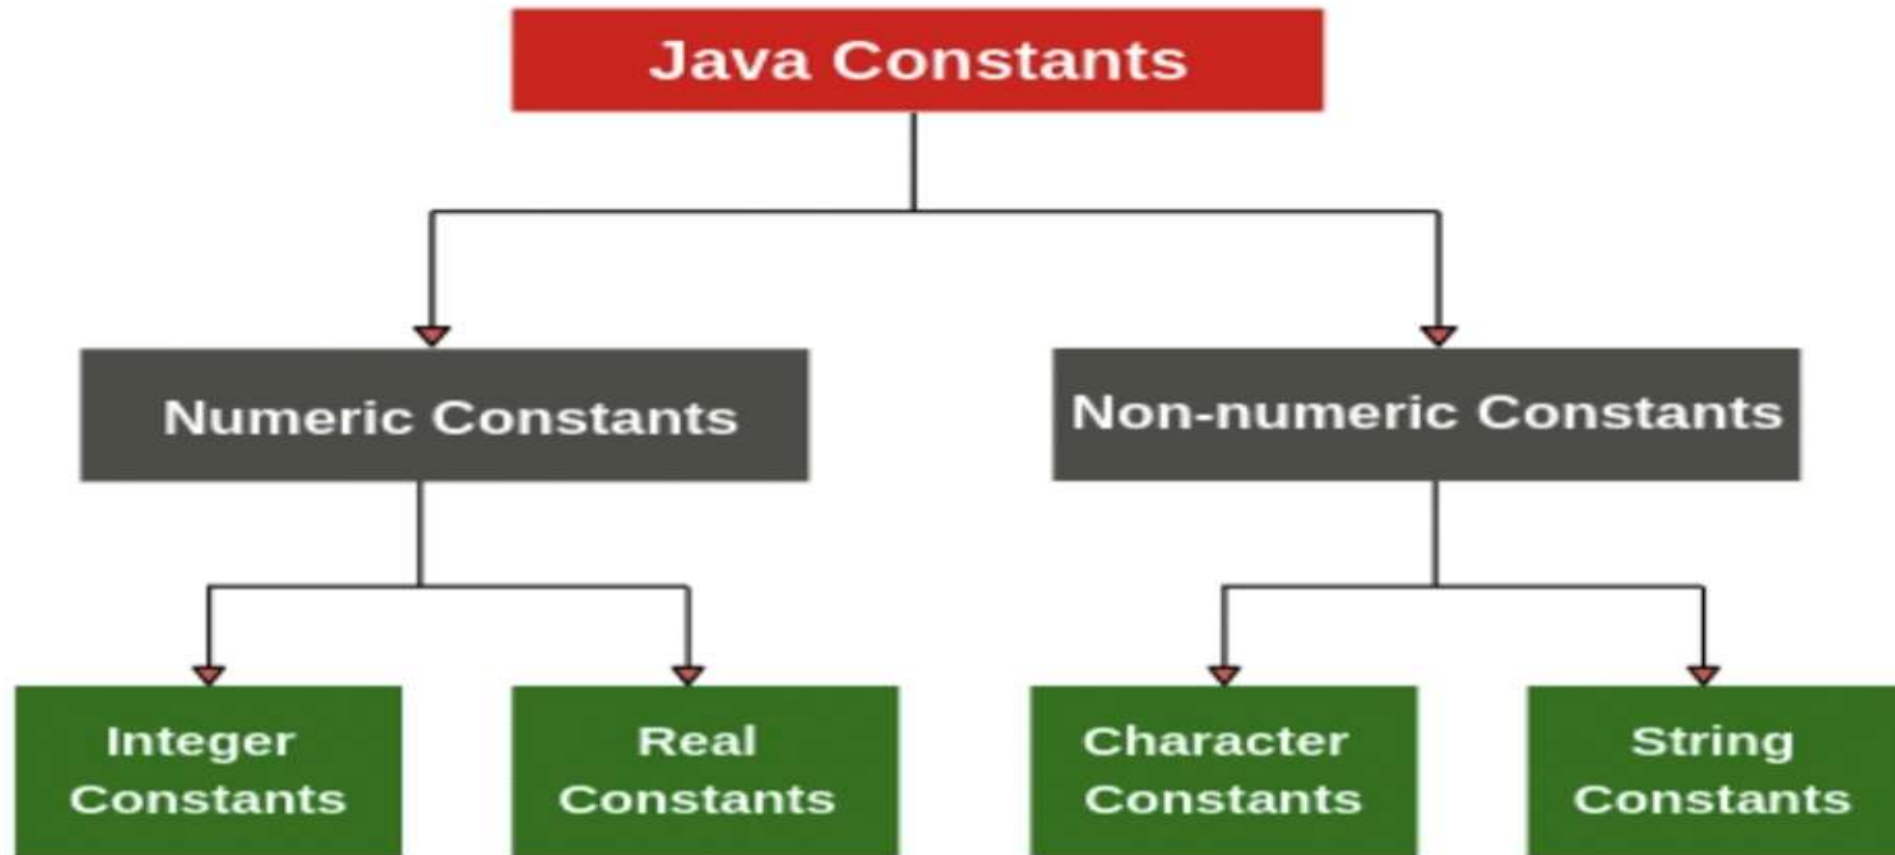 Java Constants
Numeric Constants
Non-numeric Constants
Integer
Constants
Real
Constants
Character
Constants
String
Constants